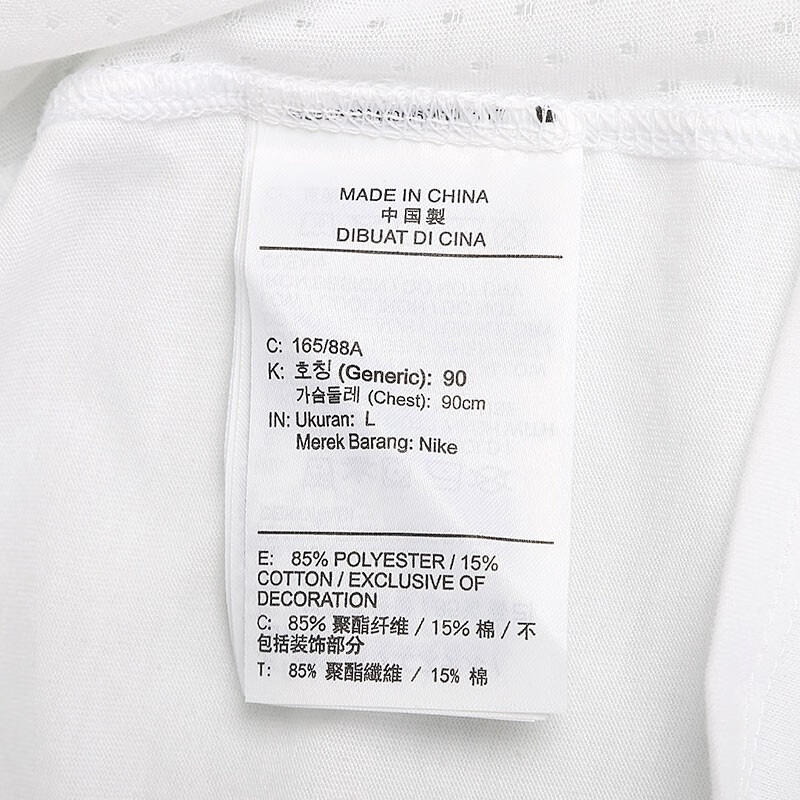 MADE IN CHINA
中国製
DIBUAT DI CINA
C: 165/88A
K: 호칭 (Generic): 90
가슴둘레 (Chest): 90cm
IN: Ukuran: L
Merek Barang: Nike
E: 85% POLYESTER / 15%
COTTON / EXCLUSIVE OF
DECORATION
C: 85% 聚酯纤维 / 15% 棉 / 不
包括装饰部分
T: 85% 聚酯纖維 / 15% 棉